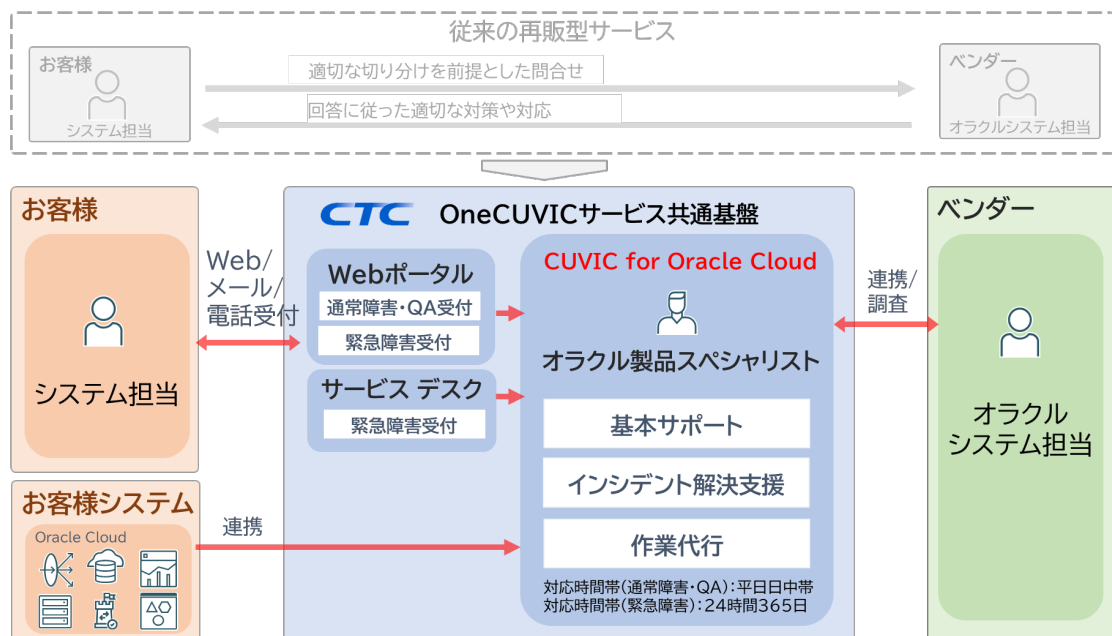 従来の再販型サービス
お客様
システム担当
適切な切り分けを前提とした問合せ
回答に従った適切な対策や対応
ベンダー
オラクルシステム担当
お客様
システム担当
Web/
メール/
電話受付
CTC OneCUVICサービス共通基盤
Webポータル
通常障害・QA受付
緊急障害受付
サービス デスク
緊急障害受付
CUVIC for Oracle Cloud
オラクル製品スペシャリスト
基本サポート
インシデント解決支援
作業代行
対応時間帯(通常障害・QA):平日日中帯
対応時間帯(緊急障害):24時間365日
連携/
調査
ベンダー
オラクル
システム担当
お客様システム
Oracle Cloud
連携